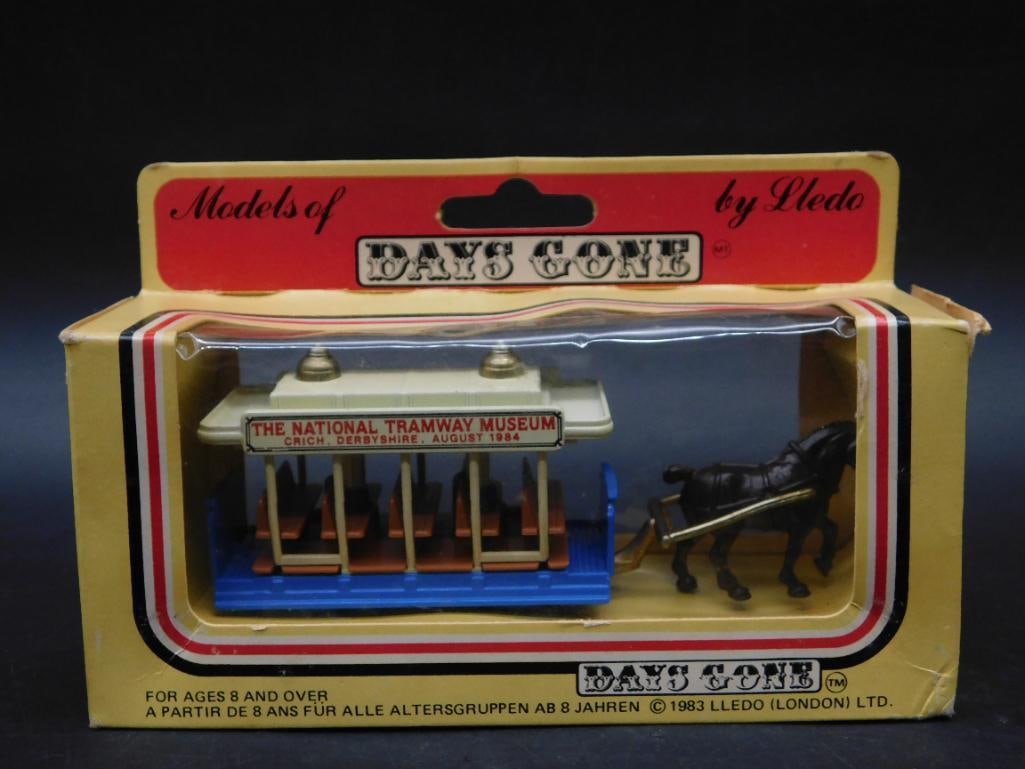 Models of
by Lledo
DAYS GONE
THE NATIONAL TRAMWAY MUSEUM
CRICH, DERBYSHIRE, AUGUST 1984
DAYS GONE TM
FOR AGES 8 AND OVER
A PARTIR DE 8 ANS FÜR ALLE ALTERSGRUPPEN AB 8 JAHREN © 1983 LLEDO (LONDON) LTD.